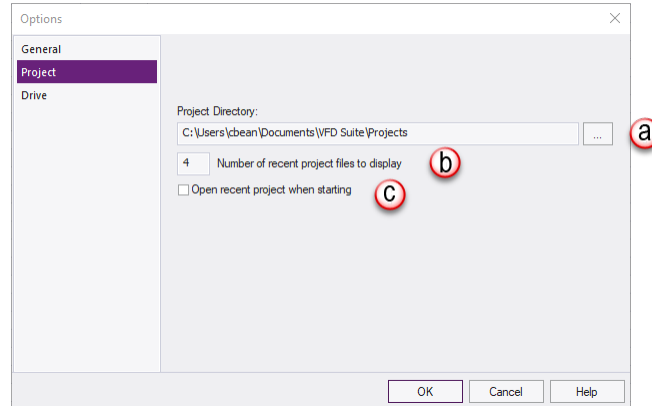 Options
General
Project
Drive
Project Directory:
C:\Users\cbean\Documents\VFD Suite\Projects
...
a
4 Number of recent project files to display
b
Open recent project when starting
c
OK Cancel Help